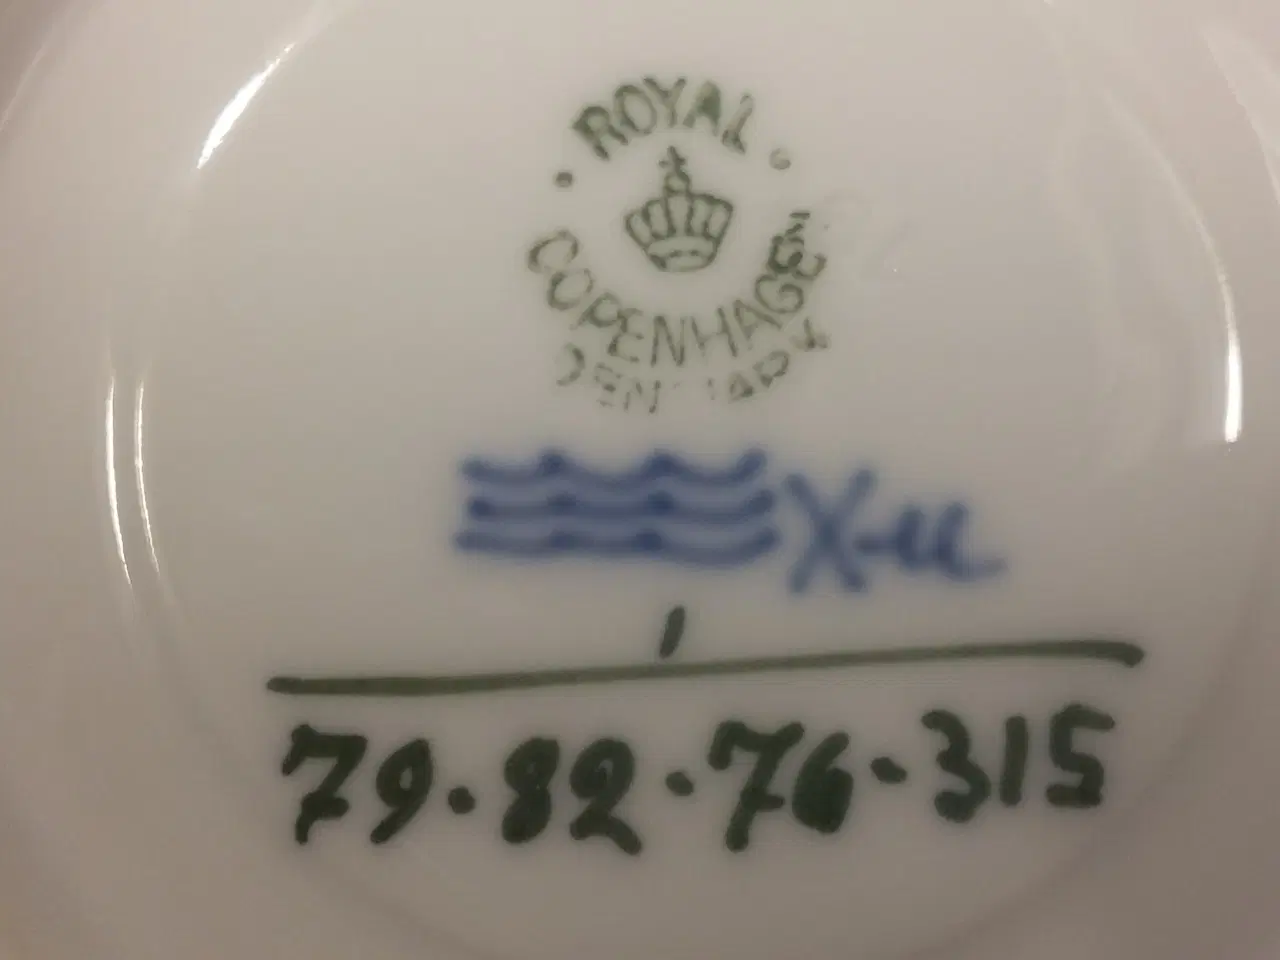 • ROYAL •
COPENHAGEN
DENMARK
X-u
1
79·82·76·315